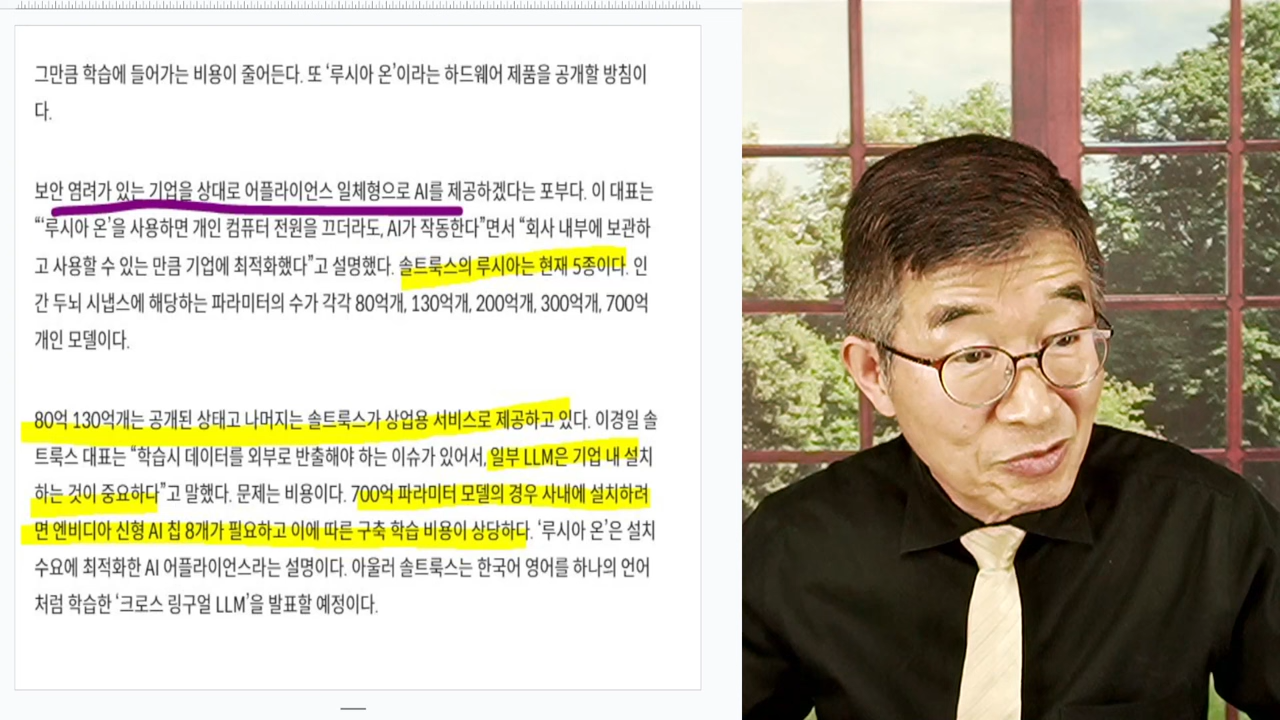 그만큼 학습에 들어가는 비용이 줄어든다. 또 ‘루시아 온’이라는 하드웨어 제품을 공개할 방침이
다.
보안 염려가 있는 기업을 상대로 어플라이언스 일체형으로 AI를 제공하겠다는 포부다. 이 대표는
“‘루시아 온’을 사용하면 개인 컴퓨터 전원을 끄더라도, AI가 작동한다”면서 “회사 내부에 보관하
고 사용할 수 있는 만큼 기업에 최적화했다”고 설명했다. 솔트룩스의 루시아는 현재 5종이다. 인
간 두뇌 시냅스에 해당하는 파라미터의 수가 각각 80억개, 130억개, 200억개, 300억개, 700억
개인 모델이다.
80억 130억개는 공개된 상태고 나머지는 솔트룩스가 상업용 서비스로 제공하고 있다. 이경일 솔
트룩스 대표는 “학습시 데이터를 외부로 반출해야 하는 이슈가 있어서, 일부 LLM은 기업 내 설치
하는 것이 중요하다”고 말했다. 문제는 비용이다. 700억 파라미터 모델의 경우 사내에 설치하려
면 엔비디아 신형 AI 칩 8개가 필요하고 이에 따른 구축 학습 비용이 상당하다. ‘루시아 온’은 설치
수요에 최적화한 AI 어플라이언스라는 설명이다. 아울러 솔트룩스는 한국어 영어를 하나의 언어
처럼 학습한 ‘크로스 링구얼 LLM’을 발표할 예정이다.